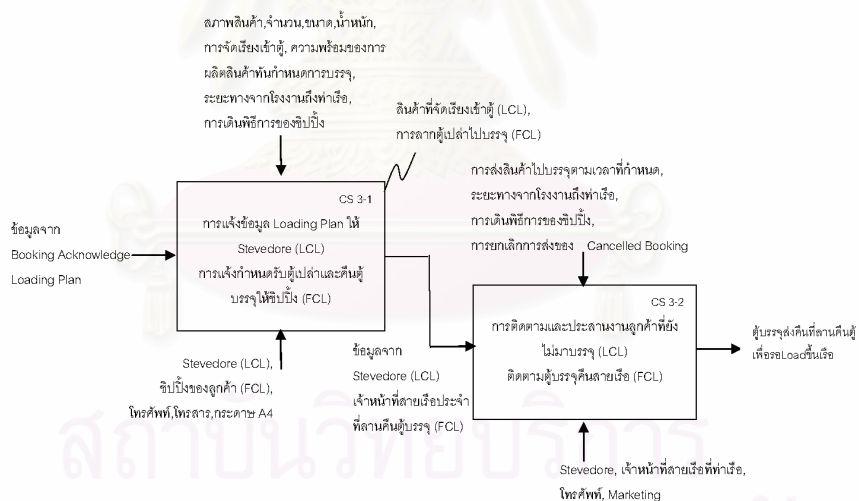 สภาพสินค้า,จำนวน,ขนาด,น้ำหนัก,
การจัดเรียงเข้าตู้, ความพร้อมของการ
ผลิตสินค้าทันกำหนดการบรรจุ,
ระยะทางจากโรงงานถึงท่าเรือ,
การเดินพิธีการของชิปปิ้ง
สินค้าที่จัดเรียงเข้าตู้ (LCL),
การลากตู้เปล่าไปบรรจุ (FCL)
การส่งสินค้าไปบรรจุตามเวลาที่กำหนด,
ระยะทางจากโรงงานถึงท่าเรือ,
การเดินพิธีการของชิปปิ้ง,
การยกเลิกการส่งของ Cancelled Booking
ข้อมูลจาก
Booking Acknowledge
Loading Plan
CS 3-1
การแจ้งข้อมูล Loading Plan ให้
Stevedore (LCL)
การแจ้งกำหนดรับตู้เปล่าและคืนตู้
บรรจุให้ชิปปิ้ง (FCL)
Stevedore (LCL),
ชิปปิ้งของลูกค้า (FCL),
โทรศัพท์,โทรสาร,กระดาษ A4
ข้อมูลจาก
Stevedore (LCL)
เจ้าหน้าที่สายเรือประจำ
ที่ลานคืนตู้บรรจุ (FCL)
CS 3-2
การติดตามและประสานงานลูกค้าที่ยัง
ไม่มาบรรจุ (LCL)
ติดตามตู้บรรจุคืนสายเรือ (FCL)
ตู้บรรจุส่งคืนที่ลานคืนตู้
เพื่อรอLoadขึ้นเรือ
Stevedore, เจ้าหน้าที่สายเรือที่ท่าเรือ,
โทรศัพท์, Marketing
สถาบันวิทยบริการ